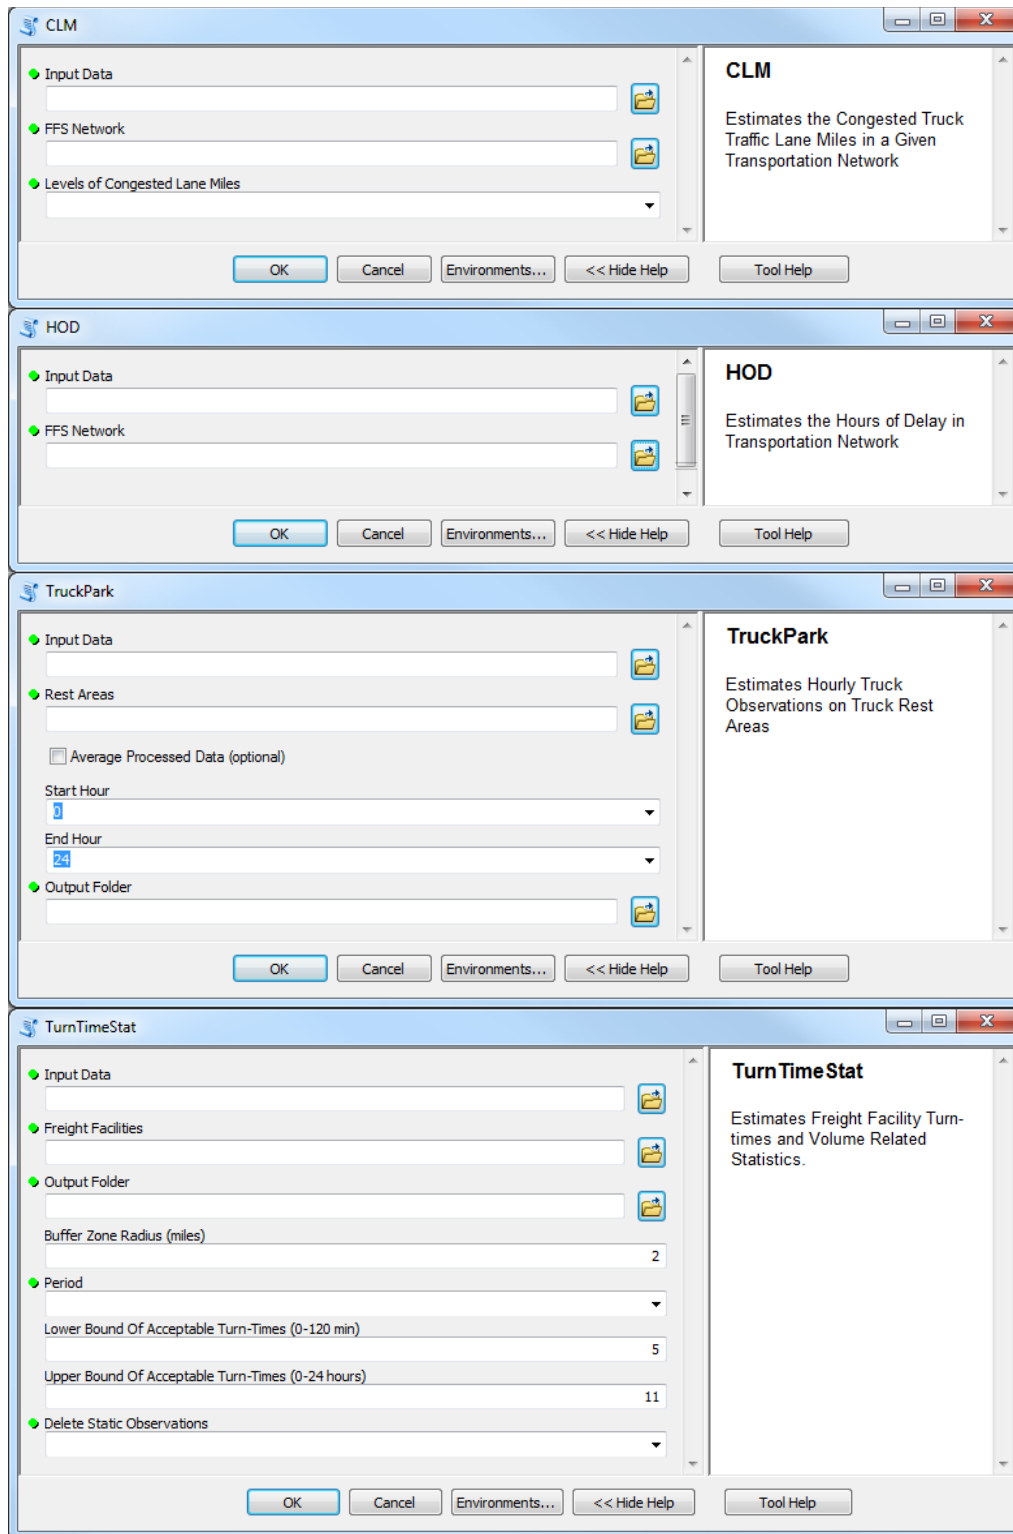 CLM
Input Data
FFS Network
Levels of Congested Lane Miles
OK Cancel Environments... << Hide Help Tool Help
CLM
Estimates the Congested Truck
Traffic Lane Miles in a Given
Transportation Network
HOD
Input Data
FFS Network
OK Cancel Environments... << Hide Help Tool Help
HOD
Estimates the Hours of Delay in
Transportation Network
TruckPark
Input Data
Rest Areas
Average Processed Data (optional)
Start Hour
0
End Hour
24
Output Folder
OK Cancel Environments... << Hide Help Tool Help
TruckPark
Estimates Hourly Truck
Observations on Truck Rest
Areas
TurnTimeStat
Input Data
Freight Facilities
Output Folder
Buffer Zone Radius (miles)
2
Period
Lower Bound Of Acceptable Turn-Times (0-120 min)
5
Upper Bound Of Acceptable Turn-Times (0-24 hours)
11
Delete Static Observations
OK Cancel Environments... << Hide Help Tool Help
TurnTimeStat
Estimates Freight Facility Turn-
times and Volume Related
Statistics.